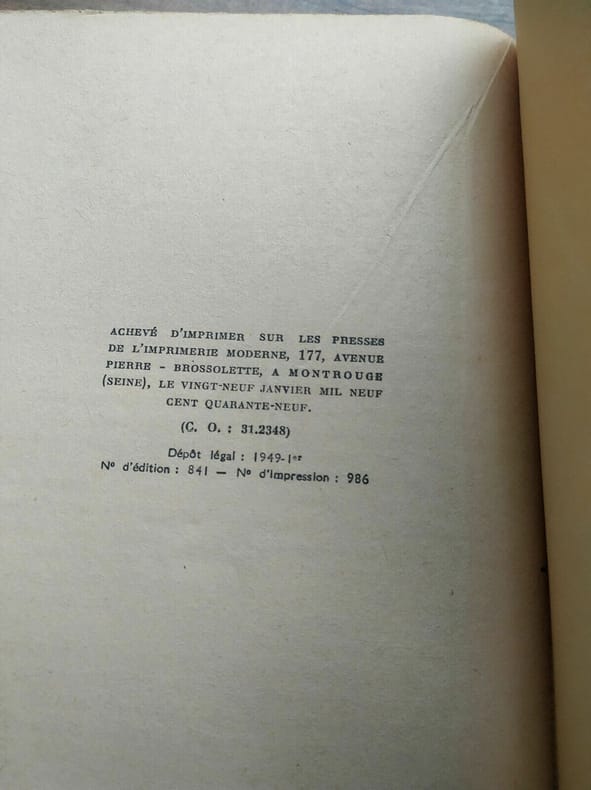 ACHEVÉ D'IMPRIMER SUR LES PRESSES
DE L'IMPRIMERIE MODERNE, 177, AVENUE
PIERRE - BROSSOLETTE, A MONTROUGE
(SEINE), LE VINGT-NEUF JANVIER MIL NEUF
CENT QUARANTE-NEUF.
(C. O. : 31.2348)
Dépôt légal : 1949-1er
Nº d'édition : 841 — Nº d'Impression : 986